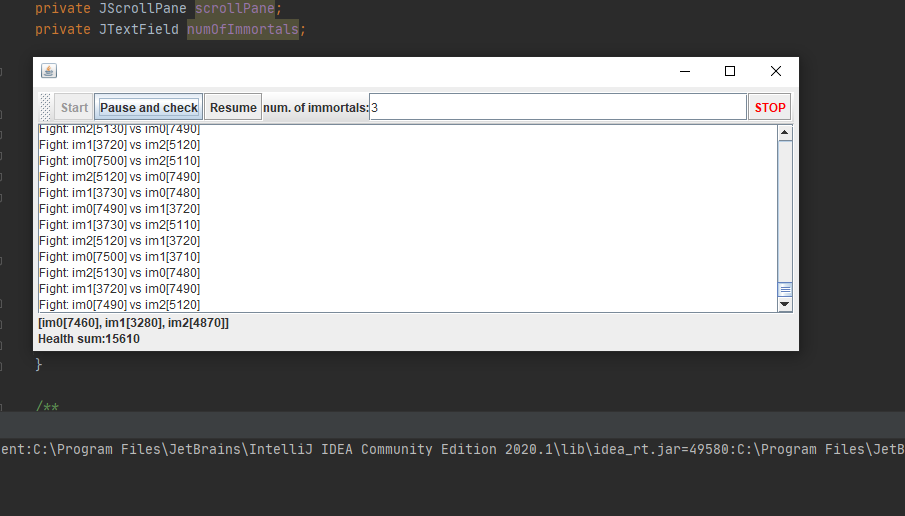 private JScrollPane scrollPane;
private JTextField numOfImmortals;
Start Pause and check Resume num. of immortals: 3 STOP
Fight: im2[5130] vs im0[7490]
Fight: im1[3720] vs im2[5120]
Fight: im0[7500] vs im2[5110]
Fight: im2[5120] vs im0[7490]
Fight: im1[3730] vs im0[7480]
Fight: im0[7490] vs im1[3720]
Fight: im1[3730] vs im2[5110]
Fight: im2[5120] vs im1[3720]
Fight: im0[7500] vs im1[3710]
Fight: im2[5130] vs im0[7480]
Fight: im1[3720] vs im0[7490]
Fight: im0[7490] vs im2[5120]
[im0[7460], im1[3280], im2[4870]]
Health sum:15610
}
/**
ent:C:\Program Files\JetBrains\IntelliJ IDEA Community Edition 2020.1\lib\idea_rt.jar=49580:C:\Program Files\JetB